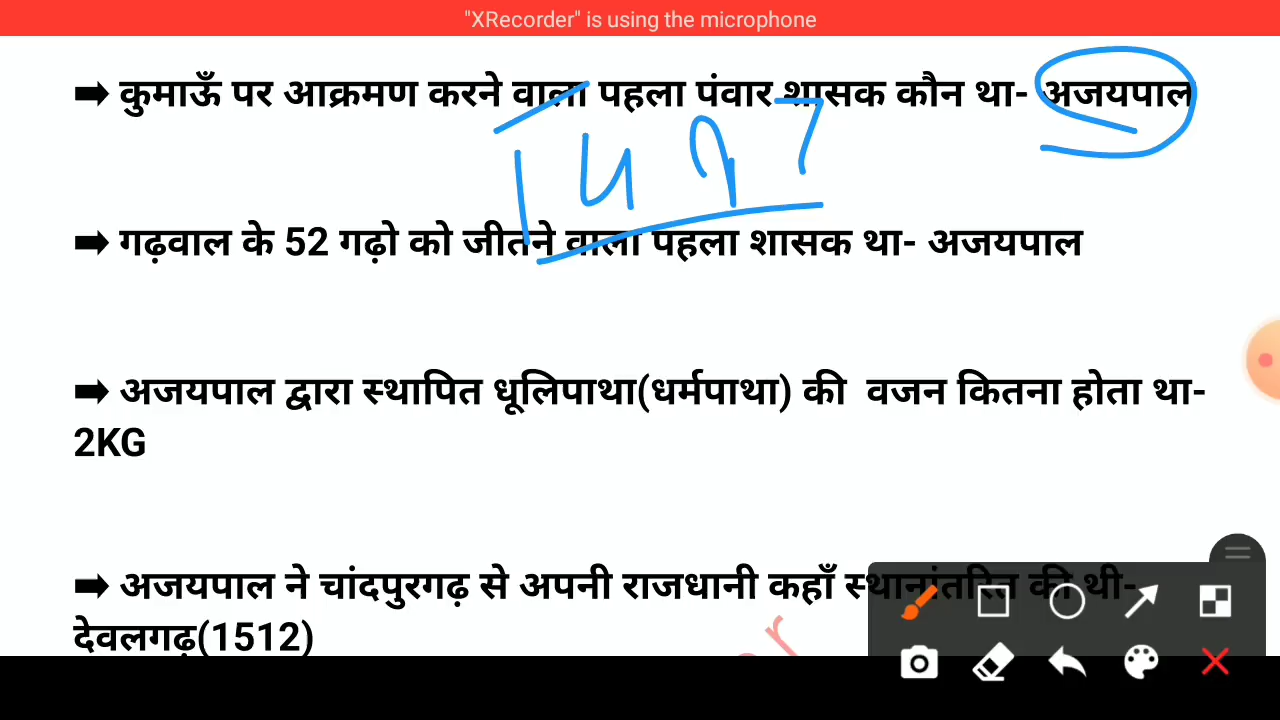 "XRecorder" is using the microphone
➡ कुमाऊँ पर आक्रमण करने वाला पहला पंवार शासक कौन था- अजयपाल
➡ गढ़वाल के 52 गढ़ो को जीतने वाला पहला शासक था- अजयपाल
➡ अजयपाल द्वारा स्थापित धूलिपाथा(धर्मपाथा) की वजन कितना होता था-
2KG
➡ अजयपाल ने चांदपुरगढ़ से अपनी राजधानी कहाँ स्थानांतरित की थी-
देवलगढ़(1512)